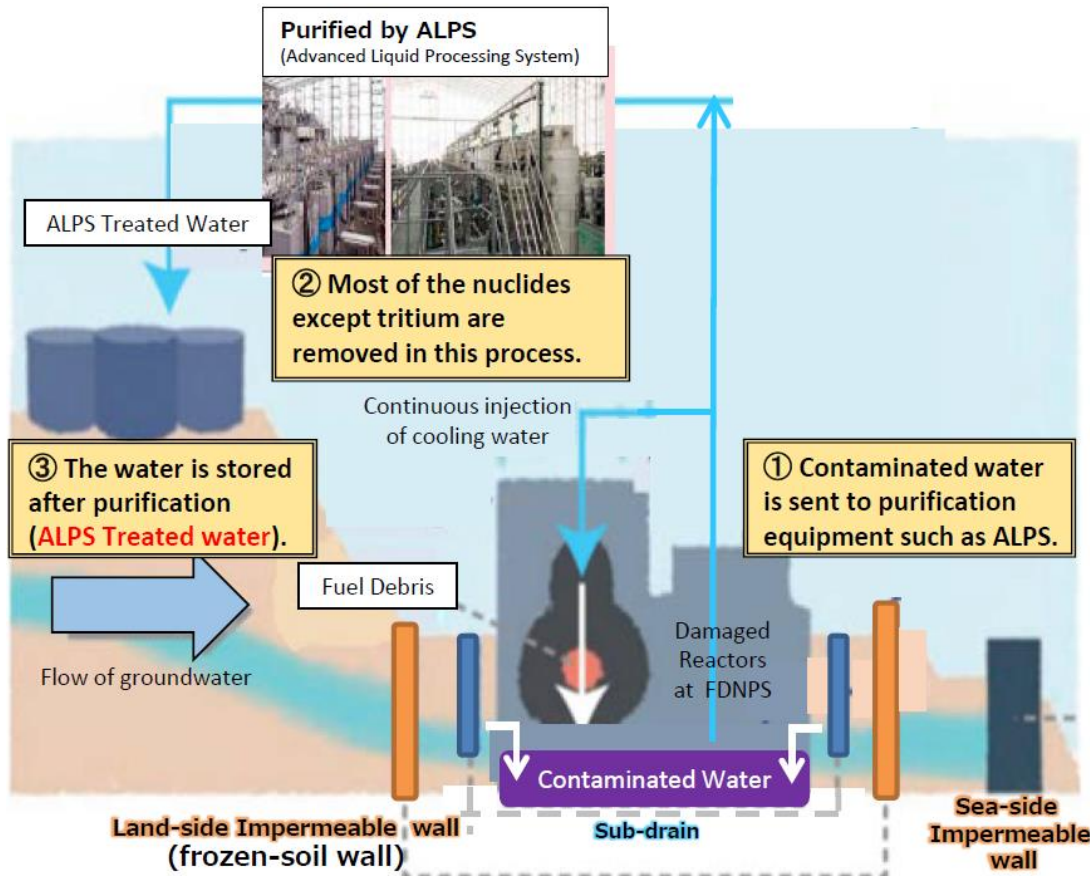 Purified by ALPS
(Advanced Liquid Processing System)
ALPS Treated Water
② Most of the nuclides
except tritium are
removed in this process.
Continuous injection
of cooling water
③ The water is stored
after purification
(ALPS Treated water).
① Contaminated water
is sent to purification
equipment such as ALPS.
Fuel Debris
Flow of groundwater
Damaged
Reactors
at FDNPS
Contaminated Water
Land-side Impermeable wall
(frozen-soil wall)
Sub-drain
Sea-side
Impermeable
wall